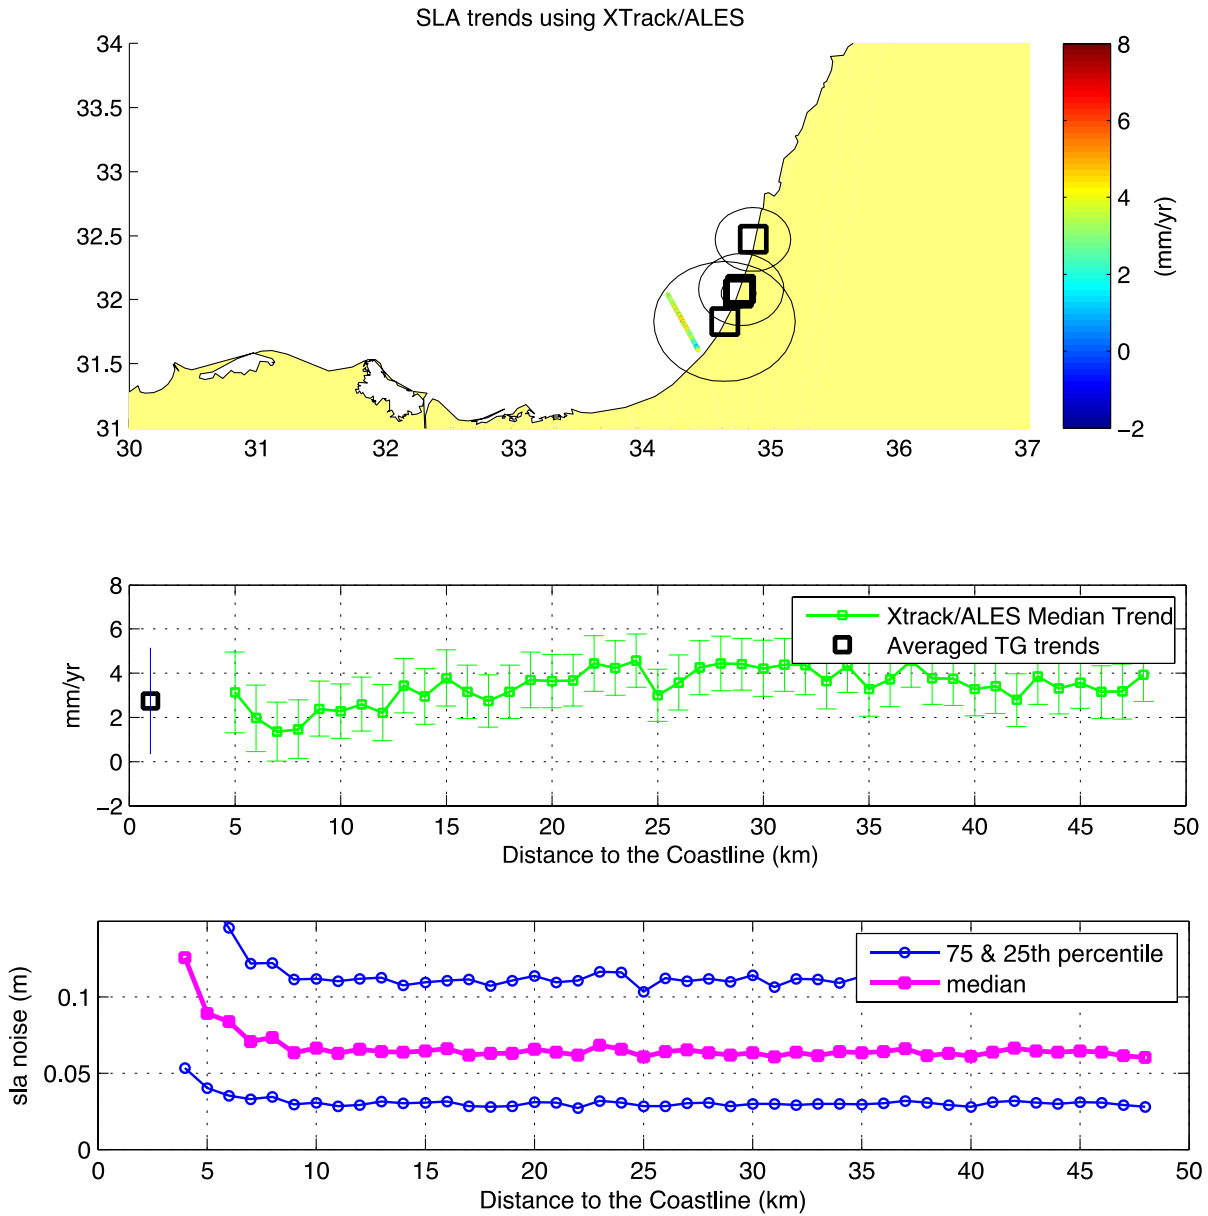 SLA trends using XTrack/ALES
34
33.5
33
32.5
32
31.5
31
30 31 32 33 34 35 36 37
8
6
4
2
0
−2
(mm/yr)
8
6
4
2
0
−2
mm/yr
Xtrack/ALES Median Trend
Averaged TG trends
0 5 10 15 20 25 30 35 40 45 50
Distance to the Coastline (km)
0.1
0.05
0
sla noise (m)
75 & 25th percentile
median
0 5 10 15 20 25 30 35 40 45 50
Distance to the Coastline (km)